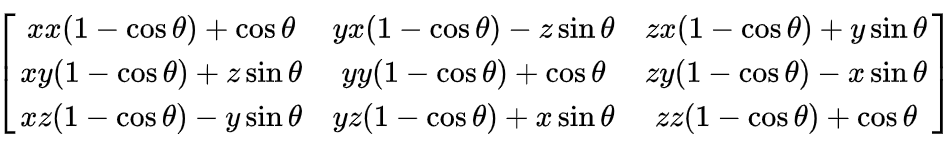 xx(1 − cos θ) + cos θ yx(1 − cos θ) − z sin θ zx(1 − cos θ) + y sin θ
xy(1 − cos θ) + z sin θ yy(1 − cos θ) + cos θ zy(1 − cos θ) − x sin θ
xz(1 − cos θ) − y sin θ yz(1 − cos θ) + x sin θ zz(1 − cos θ) + cos θ